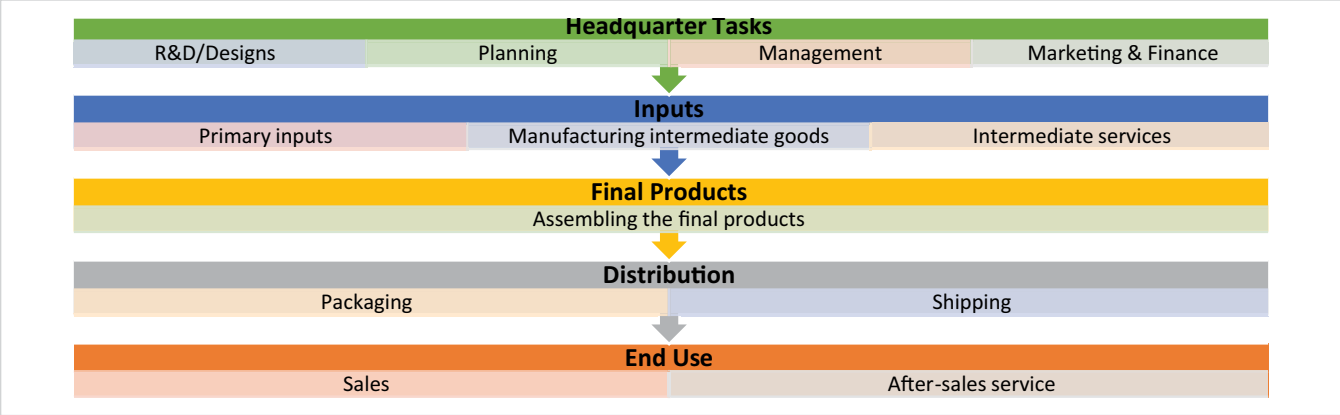 Headquarter Tasks
R&D/Designs Planning Management Marketing & Finance
Inputs
Primary inputs Manufacturing intermediate goods Intermediate services
Final Products
Assembling the final products
Distribution
Packaging Shipping
End Use
Sales After-sales service